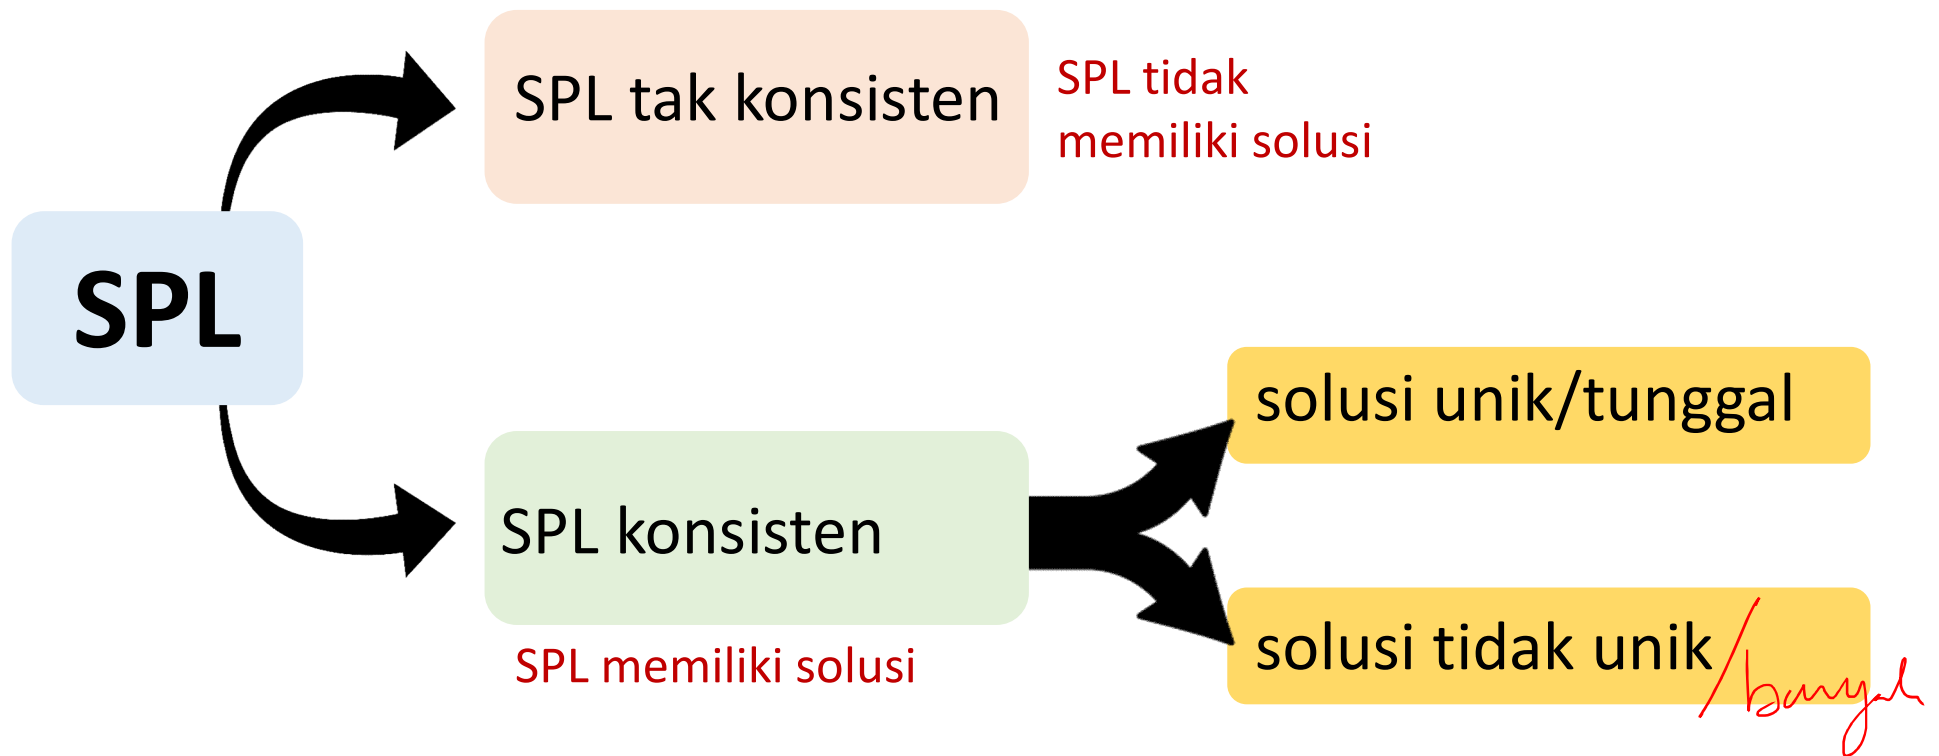 SPL tak konsisten
SPL tidak
memiliki solusi
SPL
solusi unik/tunggal
SPL konsisten
solusi tidak unik/banyak
SPL memiliki solusi